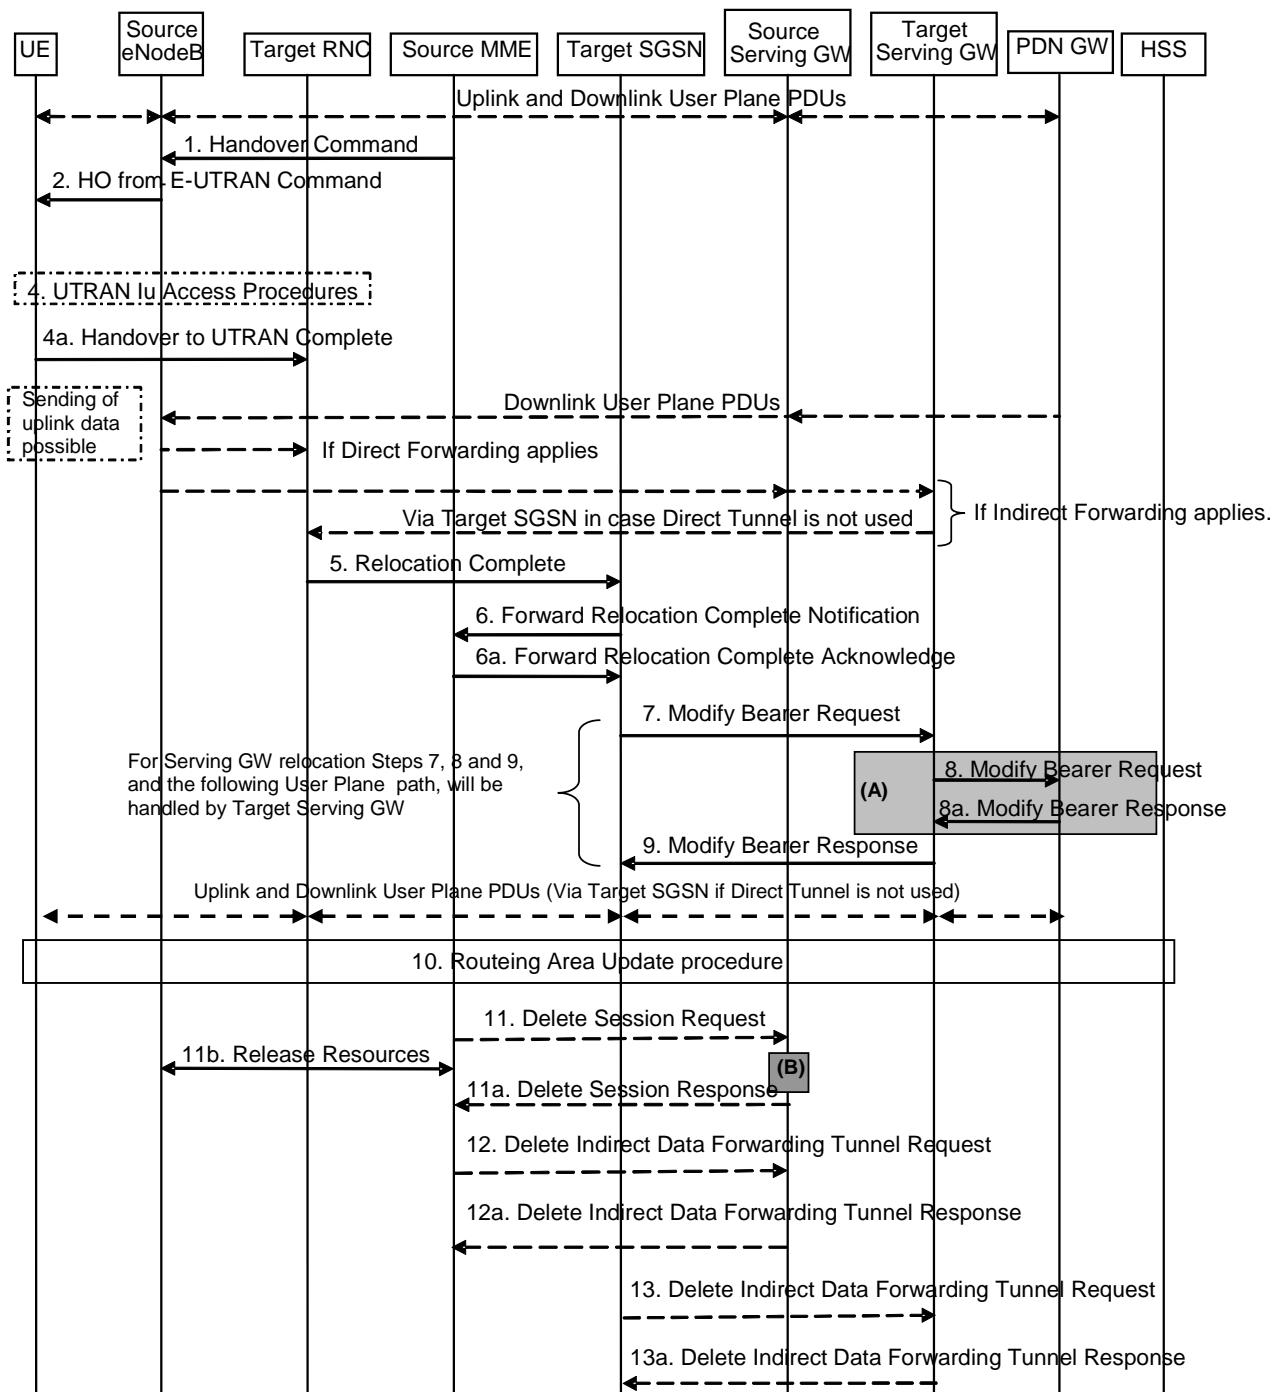 UE
Source
eNodeB
Target RNC
Source MME
Target SGSN
Source
Serving GW
Target
Serving GW
PDN GW
HSS
Uplink and Downlink User Plane PDUs
1. Handover Command
2. HO from E-UTRAN Command
4. UTRAN Iu Access Procedures
4a. Handover to UTRAN Complete
Sending of
uplink data
possible
Downlink User Plane PDUs
If Direct Forwarding applies
Via Target SGSN in case Direct Tunnel is not used
If Indirect Forwarding applies.
5. Relocation Complete
6. Forward Relocation Complete Notification
6a. Forward Relocation Complete Acknowledge
7. Modify Bearer Request
For Serving GW relocation Steps 7, 8 and 9,
and the following User Plane path, will be
handled by Target Serving GW
(A)
8. Modify Bearer Request
8a. Modify Bearer Response
9. Modify Bearer Response
Uplink and Downlink User Plane PDUs (Via Target SGSN if Direct Tunnel is not used)
10. Routeing Area Update procedure
11. Delete Session Request
11b. Release Resources
(B)
11a. Delete Session Response
12. Delete Indirect Data Forwarding Tunnel Request
12a. Delete Indirect Data Forwarding Tunnel Response
13. Delete Indirect Data Forwarding Tunnel Request
13a. Delete Indirect Data Forwarding Tunnel Response